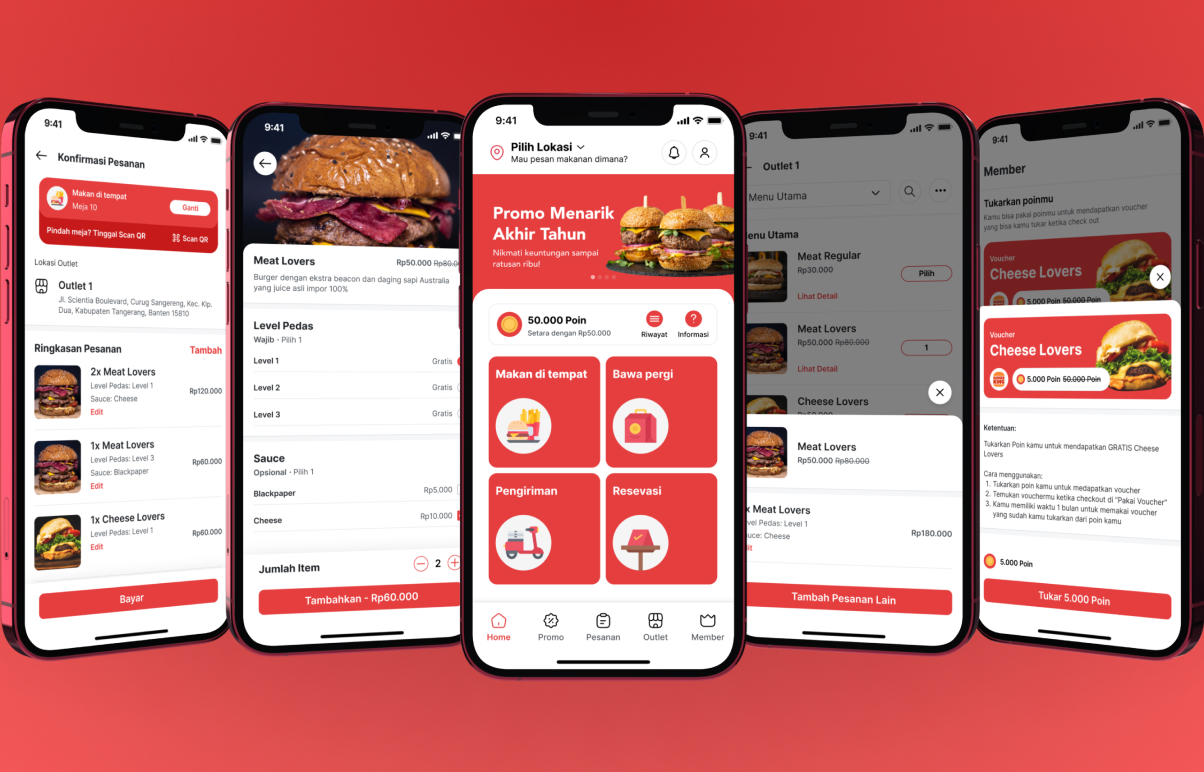 9:41
Konfirmasi Pesanan
Makan di tempat
Meja 10
Ganti
Pindah meja? Tinggal Scan QR
Scan QR
Lokasi Outlet
Outlet 1
Jl. Scientia Boulevard, Curug Sangereng, Kec. Klp.
Dua, Kabupaten Tangerang, Banten 15810
Ringkasan Pesanan
Tambah
2x Meat Lovers
Level Pedas: Level 1
Sauce: Cheese
Rp120.000
Edit
1x Meat Lovers
Level Pedas: Level 3
Sauce: Blackpaper
Rp60.000
Edit
1x Cheese Lovers
Level Pedas: Level 1
Rp60.000
Edit
Bayar
9:41
Meat Lovers
Rp50.000 Rp80.0
Burger dengan ekstra beacon dan daging sapi Australia
yang juice asli impor 100%
Level Pedas
Wajib · Pilih 1
Level 1 Gratis
Level 2 Gratis
Level 3 Gratis
Sauce
Opsional · Pilih 1
Blackpaper Rp5.000
Cheese Rp10.000
Jumlah Item
2
Tambahkan - Rp60.000
9:41
Pilih Lokasi
Mau pesan makanan dimana?
Promo Menarik
Akhir Tahun
Nikmati keuntungan sampai
ratusan ribu!
50.000 Poin
Setara dengan Rp50.000
Riwayat
Informasi
Makan di tempat
Bawa pergi
Pengiriman
Resevasi
Home
Promo
Pesanan
Outlet
Member
9:41
Outlet 1
Menu Utama
enu Utama
Meat Regular
Rp30.000
Pilih
Lihat Detail
Meat Lovers
Rp50.000 Rp80.000
1
Lihat Detail
Cheese Lovers
Meat Lovers
Rp50.000 Rp80.000
x Meat Lovers
vel Pedas: Level 1
uce: Cheese
Rp180.000
Tambah Pesanan Lain
9:41
Member
Tukarkan poinmu
Kamu bisa pakai poinmu untuk mendapatkan voucher
yang bisa kamu tukar ketika check out
Voucher
Cheese Lovers
5.000 Poin 50.000 Poin
Voucher
Cheese Lovers
5.000 Poin 50.000 Poin
Ketentuan:
Tukarkan Poin kamu untuk mendapatkan GRATIS Cheese
Lovers
Cara menggunakan:
1. Tukarkan poin kamu untuk medapatkan voucher
2. Temukan vouchermu ketika checkout di "Pakai Voucher"
3. Kamu memiliki waktu 1 bulan untuk memakai voucher
yang sudah kamu tukarkan dari poin kamu
5.000 Poin
Tukar 5.000 Poin